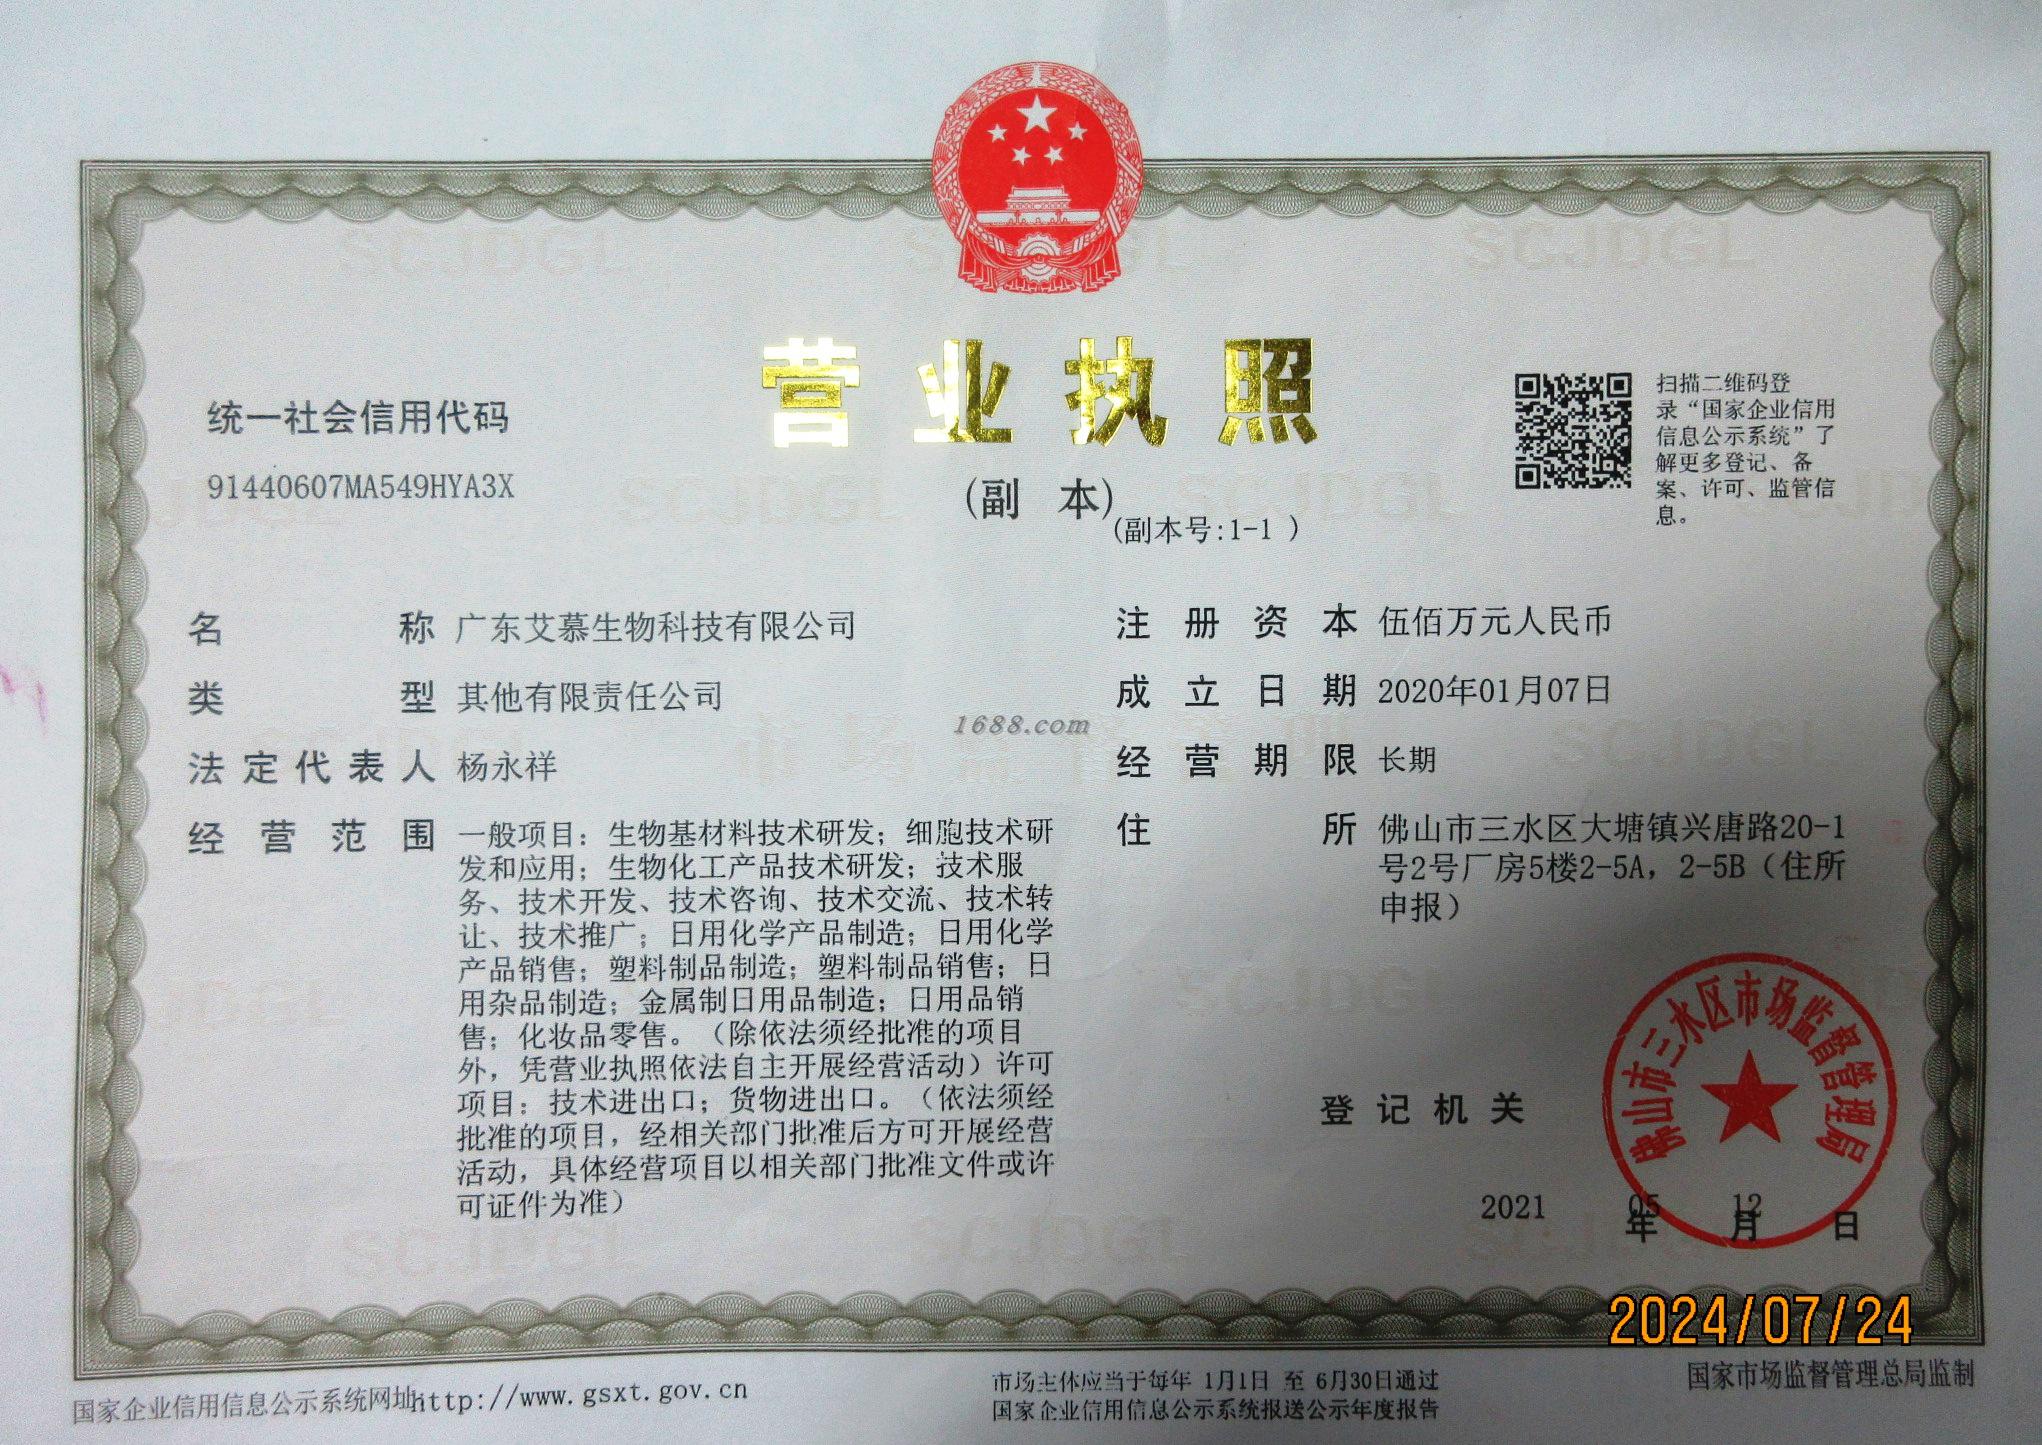 营业执照
(副 本)
(副本号:1-1 )
统一社会信用代码
91440607MA549HYA3X
扫描二维码登
录“国家企业信用
信息公示系统”了
解更多登记、备
案、许可、监管信
息。
名 称 广东艾慕生物科技有限公司
类 型 其他有限责任公司
法定代表人 杨永祥
经营范围 一般项目：生物基材料技术研发；细胞技术研
发和应用；生物化工产品技术研发；技术服
务、技术开发、技术咨询、技术交流、技术转
让、技术推广；日用化学产品制造；日用化学
产品销售；塑料制品制造；塑料制品销售；日
用杂品制造；金属制日用品制造；日用品销
售；化妆品零售。（除依法须经批准的项目
外，凭营业执照依法自主开展经营活动）许可
项目：技术进出口；货物进出口。（依法须经
批准的项目，经相关部门批准后方可开展经营
活动，具体经营项目以相关部门批准文件或许
可证件为准）
注册资本 伍佰万元人民币
成立日期 2020年01月07日
经营期限 长期
住 所 佛山市三水区大塘镇兴唐路20-1
号2号厂房5楼2-5A，2-5B（住所
申报）
1688.com
登记机关
佛山市三水区市场监督管理局
2021 年 05 月 12 日
2024/07/24
国家企业信用信息公示系统网址http://www.gsxt.gov.cn
市场主体应当于每年 1月1日 至 6月30日通过
国家企业信用信息公示系统报送公示年度报告
国家市场监督管理总局监制
SCJDGL
SCJDGL
SCJDGL
SCJDGL
SCJDGL